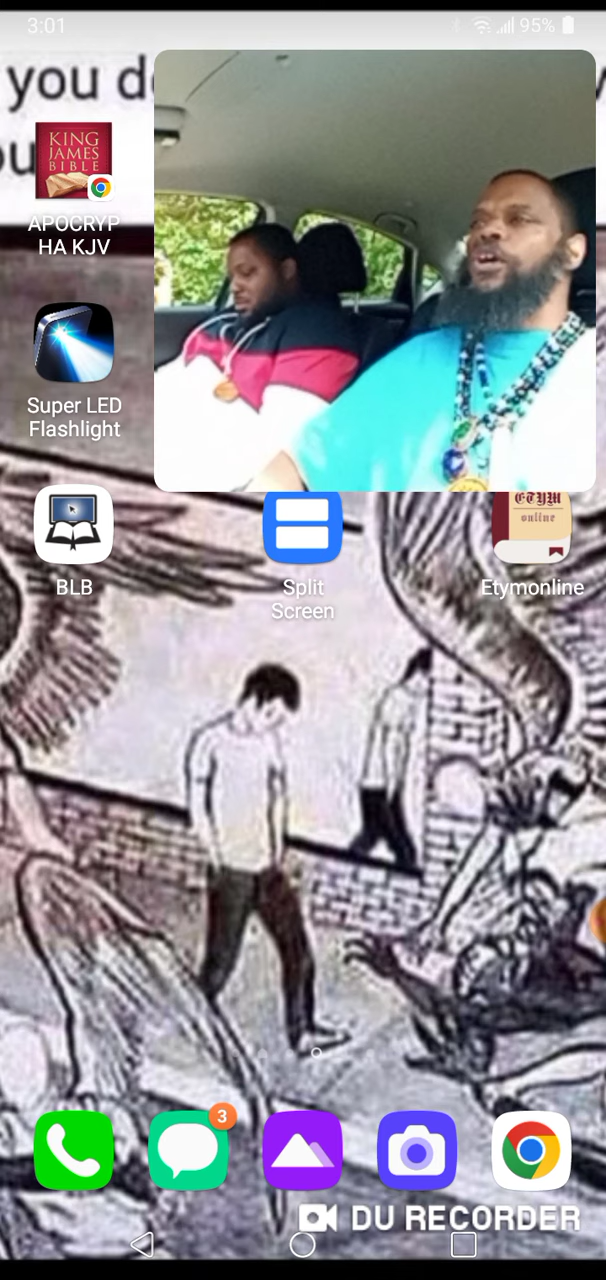 3:01
95%
you d
KING
JAMES
BIBLE
APOCRYP
HA KJV
Super LED
Flashlight
ETYM
online
BLB
Split
Screen
Etymonline
3
DU RECORDER